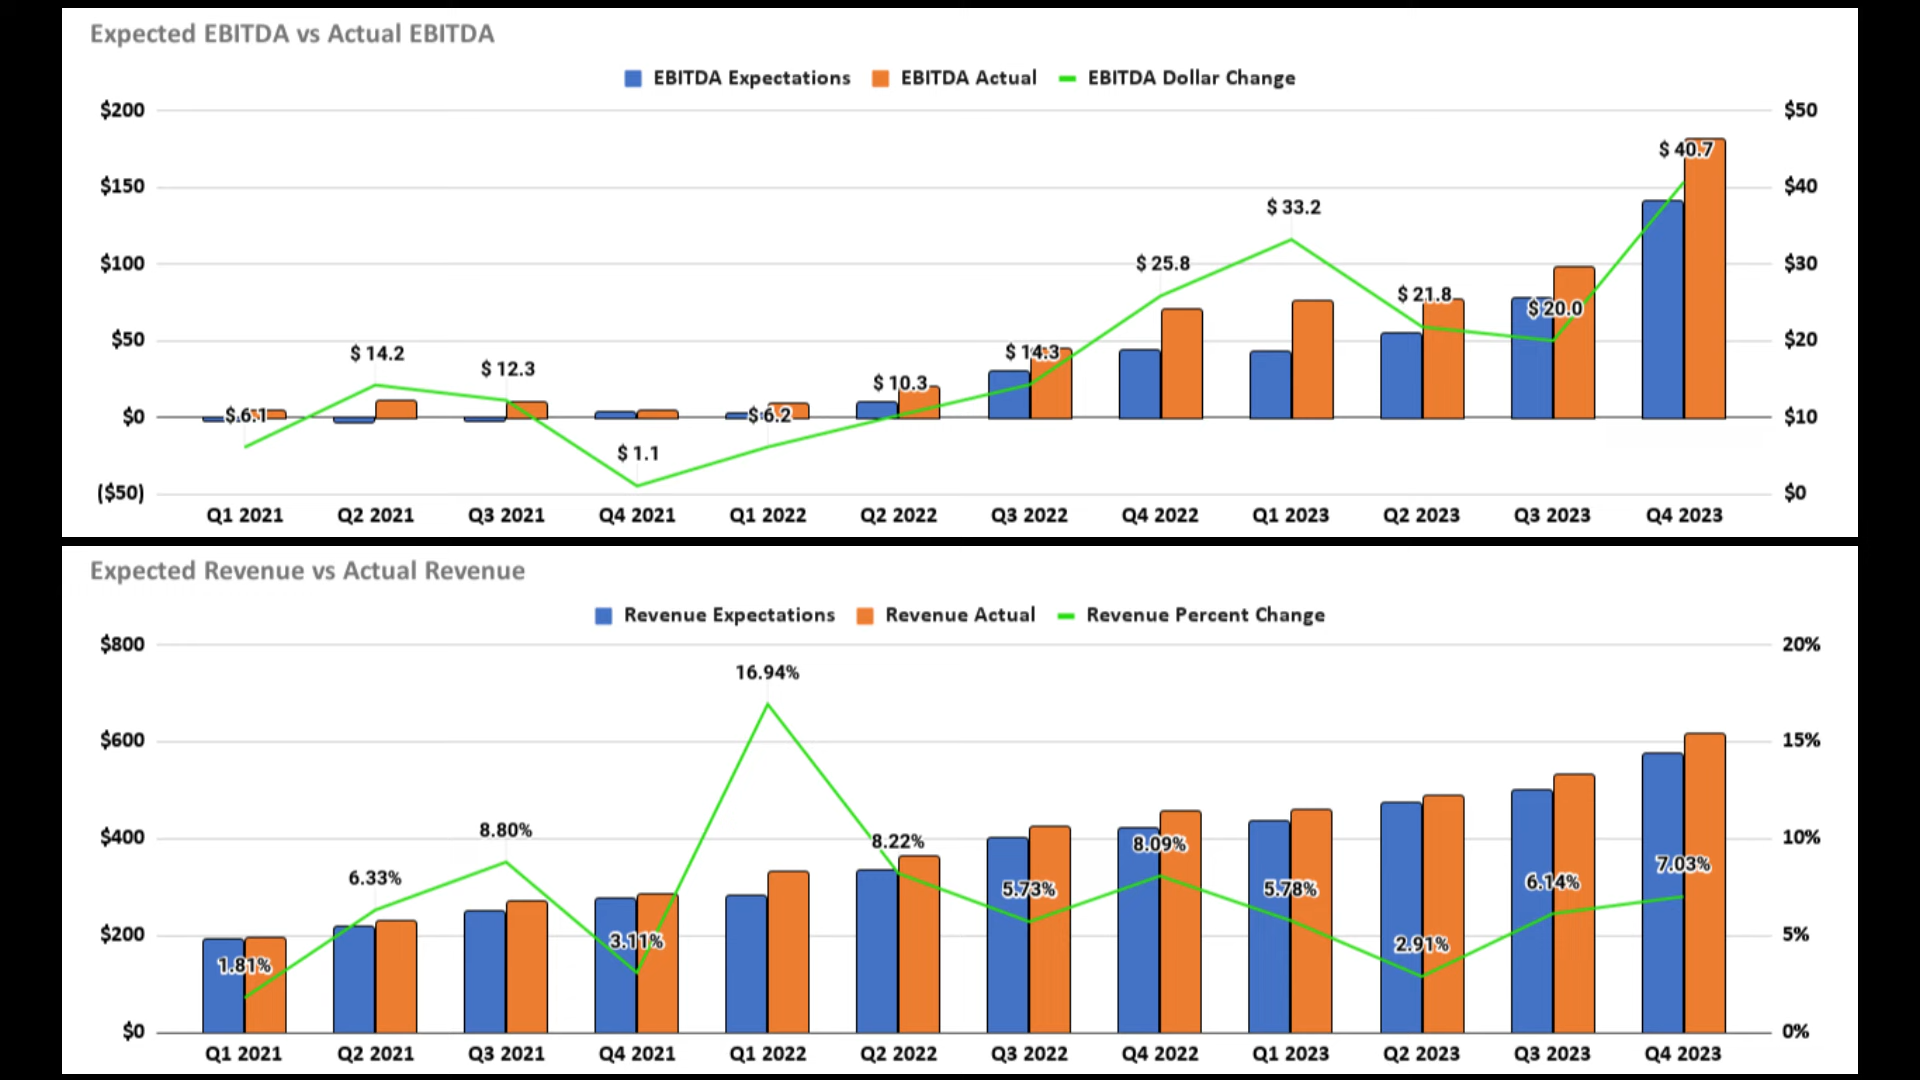 Expected EBITDA vs Actual EBITDA
EBITDA Expectations EBITDA Actual EBITDA Dollar Change
$200 $50
$ 40.7
$150 $40
$ 33.2
$100 $ 25.8 $30
$ 21.8
$ 20.0
$50 $ 14.2 $ 12.3 $ 14.3 $20
$ 10.3
$0 $ 6.1 $ 6.2 $10
$ 1.1
($50) $0
Q1 2021 Q2 2021 Q3 2021 Q4 2021 Q1 2022 Q2 2022 Q3 2022 Q4 2022 Q1 2023 Q2 2023 Q3 2023 Q4 2023
Expected Revenue vs Actual Revenue
Revenue Expectations Revenue Actual Revenue Percent Change
$800 20%
16.94%
$600 15%
8.80%
$400 8.22% 8.09% 10%
7.03%
6.33% 5.73% 5.78% 6.14%
$200 3.11% 2.91% 5%
1.81%
$0 0%
Q1 2021 Q2 2021 Q3 2021 Q4 2021 Q1 2022 Q2 2022 Q3 2022 Q4 2022 Q1 2023 Q2 2023 Q3 2023 Q4 2023